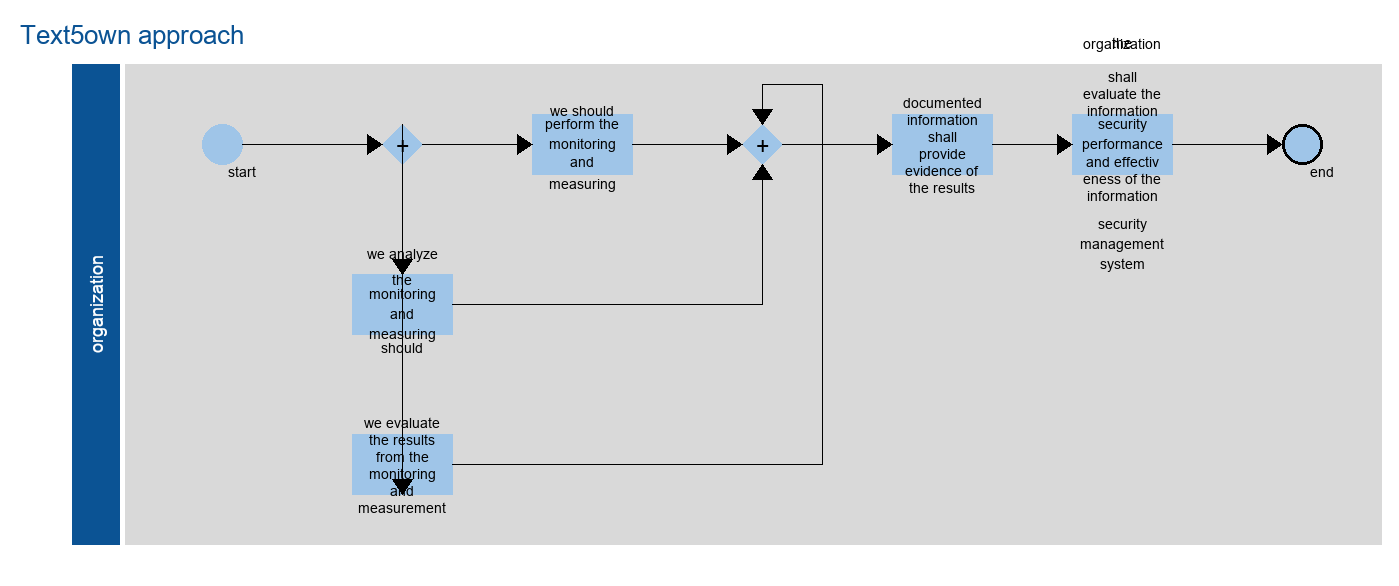 Text5own approach
organization
start
+
we should
perform the
monitoring
and
measuring
we analyze
the
monitoring
and
measuring
should
we evaluate
the results
from the
monitoring
and
measurement
+
documented
information
shall
provide
evidence of
the results
the
organization
shall
evaluate the
information
security
performance
and effectiv
eness of the
information
security
management
system
end